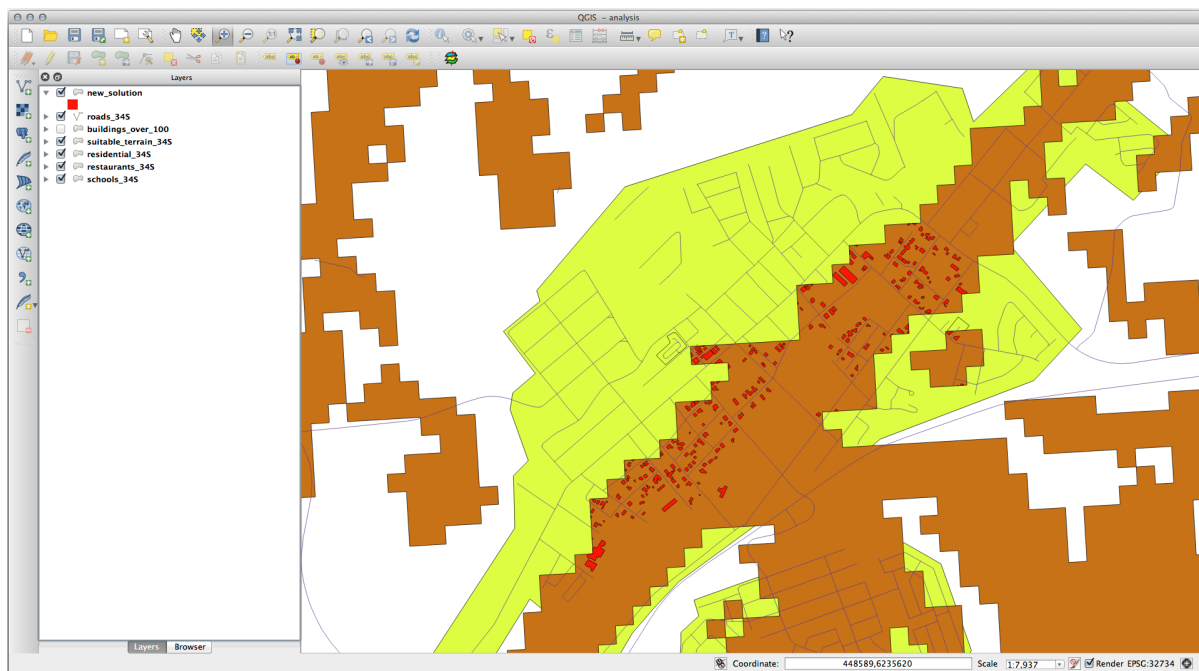 QGIS - analysis
Layers
new_solution
roads_34S
buildings_over_100
suitable_terrain_34S
residential_34S
restaurants_34S
schools_34S
Layers Browser
Coordinate: 448589,6235620 Scale 1:7,937 Render EPSG:32734